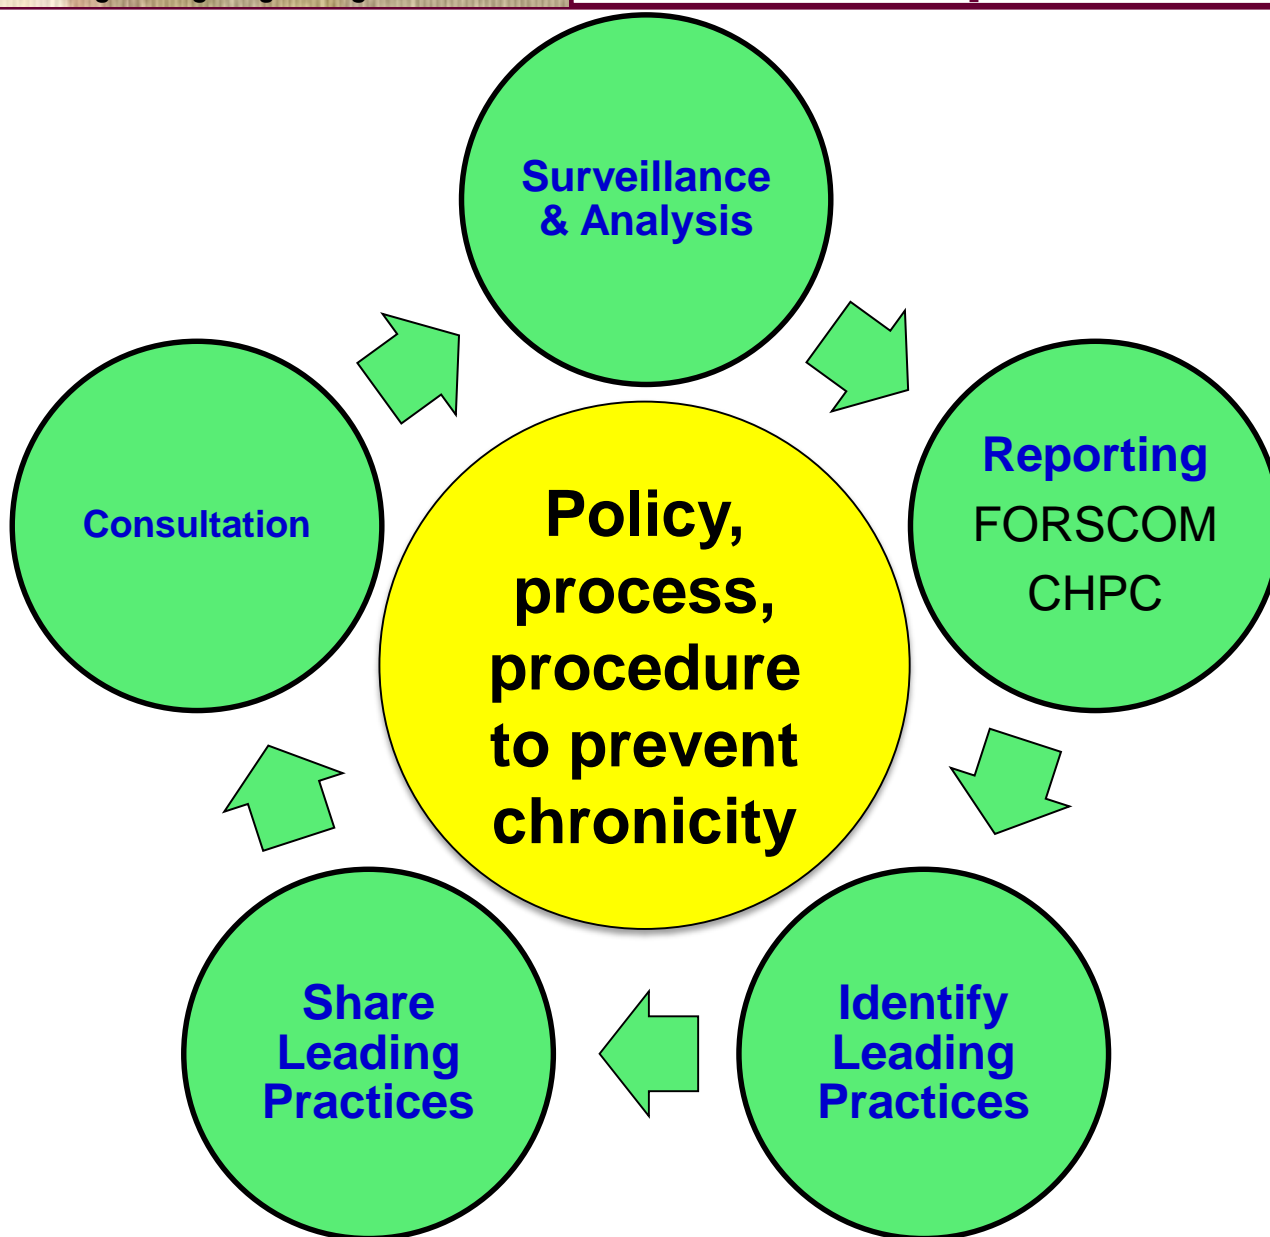 Surveillance
& Analysis
Reporting
FORSCOM
CHPC
Identify
Leading
Practices
Share
Leading
Practices
Consultation
Policy,
process,
procedure
to prevent
chronicity